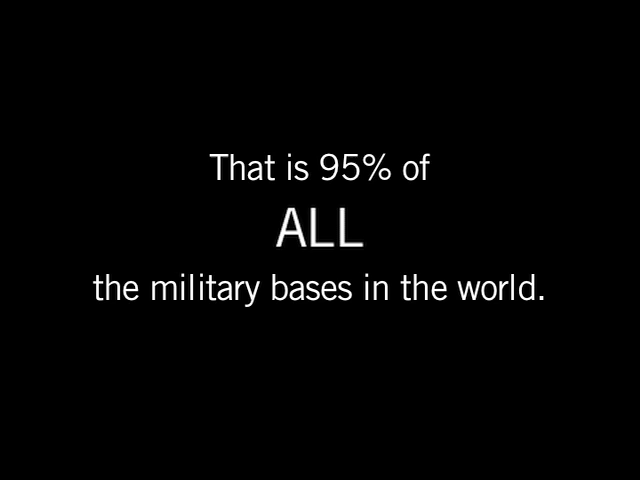 That is 95% of
ALL
the military bases in the world.